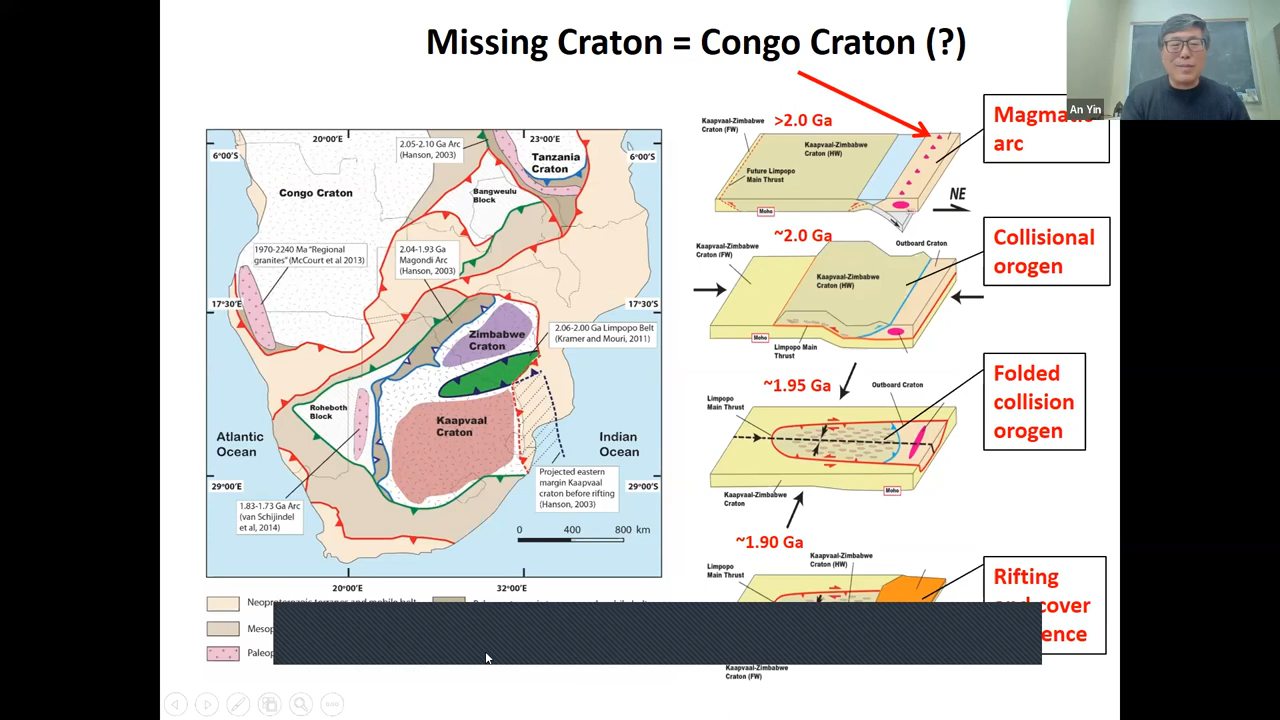 Missing Craton = Congo Craton (?)
An Yin
20°00'E
23°00'E
6°00'S
6°00'S
2.05-2.10 Ga Arc
(Hanson, 2003)
Tanzania
Craton
Congo Craton
Bangweulu
Block
1970-2240 Ma "Regional
granites" (McCourt et al 2013)
2.04-1.93 Ga
Magondi Arc
(Hanson, 2003)
17°30'E
17°30'S
Zimbabwe
Craton
2.06-2.00 Ga Limpopo Belt
(Kramer and Mouri, 2011)
Roheboth
Block
Kaapvaal
Craton
Atlantic
Ocean
Indian
Ocean
29°00'E
29°00'S
Projected eastern
margin Kaapvaal
craton before rifting
(Hanson, 2003)
1.83-1.73 Ga Arc
(van Schijindel
et al, 2014)
0 400 800 km
20°00'E
32°00'E
Mesop
Paleop
>2.0 Ga
Kaapvaal-Zimbabwe
Craton (FW)
Kaapvaal-Zimbabwe
Craton (HW)
Future Limpopo
Main Thrust
Moho
NE
Magmatic
arc
~2.0 Ga
Kaapvaal-Zimbabwe
Craton (FW)
Outboard Craton
Kaapvaal-Zimbabwe
Craton (HW)
Moho
Limpopo Main
Thrust
Collisional
orogen
~1.95 Ga
Outboard Craton
Limpopo
Main Thrust
Kaapvaal-Zimbabwe
Craton
Moho
Folded
collision
orogen
~1.90 Ga
Kaapvaal-Zimbabwe
Craton (HW)
Limpopo
Main Thrust
Kaapvaal-Zimbabwe
Craton (FW)
Rifting
cover
ence